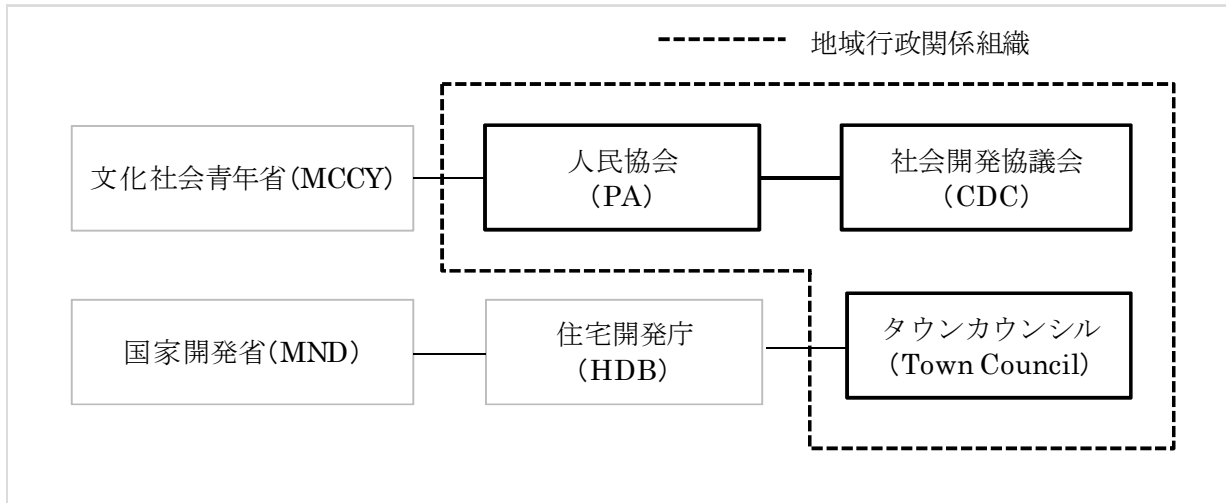 地域行政関係組織
文化社会青年省(MCCY)
人民協会
(PA)
社会開発協議会
(CDC)
国家開発省(MND)
住宅開発庁
(HDB)
タウンカウンシル
(Town Council)